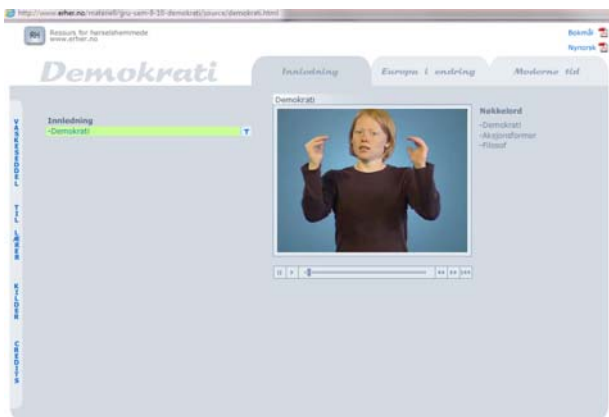 http://www.erher.no/materiell/gru-sam-8-10-demokrati/source/demokrati.html
RH
Ressurs for hørselshemmede
www.erher.no
Bokmål
Nynorsk
Demokrati
Innledning
Europa i endring
Moderne tid
VASKESEDDEL
TIL LÆRER
KILDER
CREDITS
Innledning
-Demokrati
T
Demokrati
Nøkkelord
-Demokrati
-Aksjonsformer
-Filosof